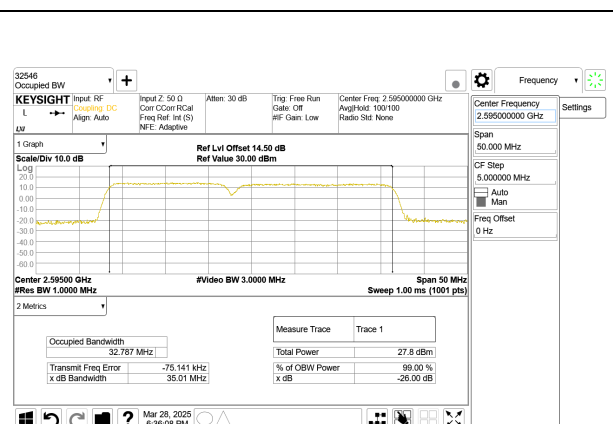 32546
Occupied BW
Frequency
KEYSIGHT
Input: RF
Coupling: DC
Align: Auto
Input Z: 50 Ω
Corr CCorr RCal
Freq Ref: Int (S)
NFE: Adaptive
Atten: 30 dB
Trig: Free Run
Gate: Off
#IF Gain: Low
Center Freq: 2.595000000 GHz
Avg|Hold: 100/100
Radio Std: None
L
Center Frequency
2.595000000 GHz
Settings
Span
50.000 MHz
CF Step
5.000000 MHz
Auto
Man
Freq Offset
0 Hz
1 Graph
Scale/Div 10.0 dB
Ref Lvl Offset 14.50 dB
Ref Value 30.00 dBm
Log
20.0
10.0
0.00
-10.0
-20.0
-30.0
-40.0
-50.0
-60.0
Center 2.59500 GHz
#Video BW 3.0000 MHz
Span 50 MHz
#Res BW 1.0000 MHz
Sweep 1.00 ms (1001 pts)
2 Metrics
Measure Trace Trace 1
Occupied Bandwidth
32.787 MHz
Total Power 27.8 dBm
Transmit Freq Error -75.141 kHz
% of OBW Power 99.00 %
x dB Bandwidth 35.01 MHz
x dB -26.00 dB
Mar 28, 2025
6:36:08 PM